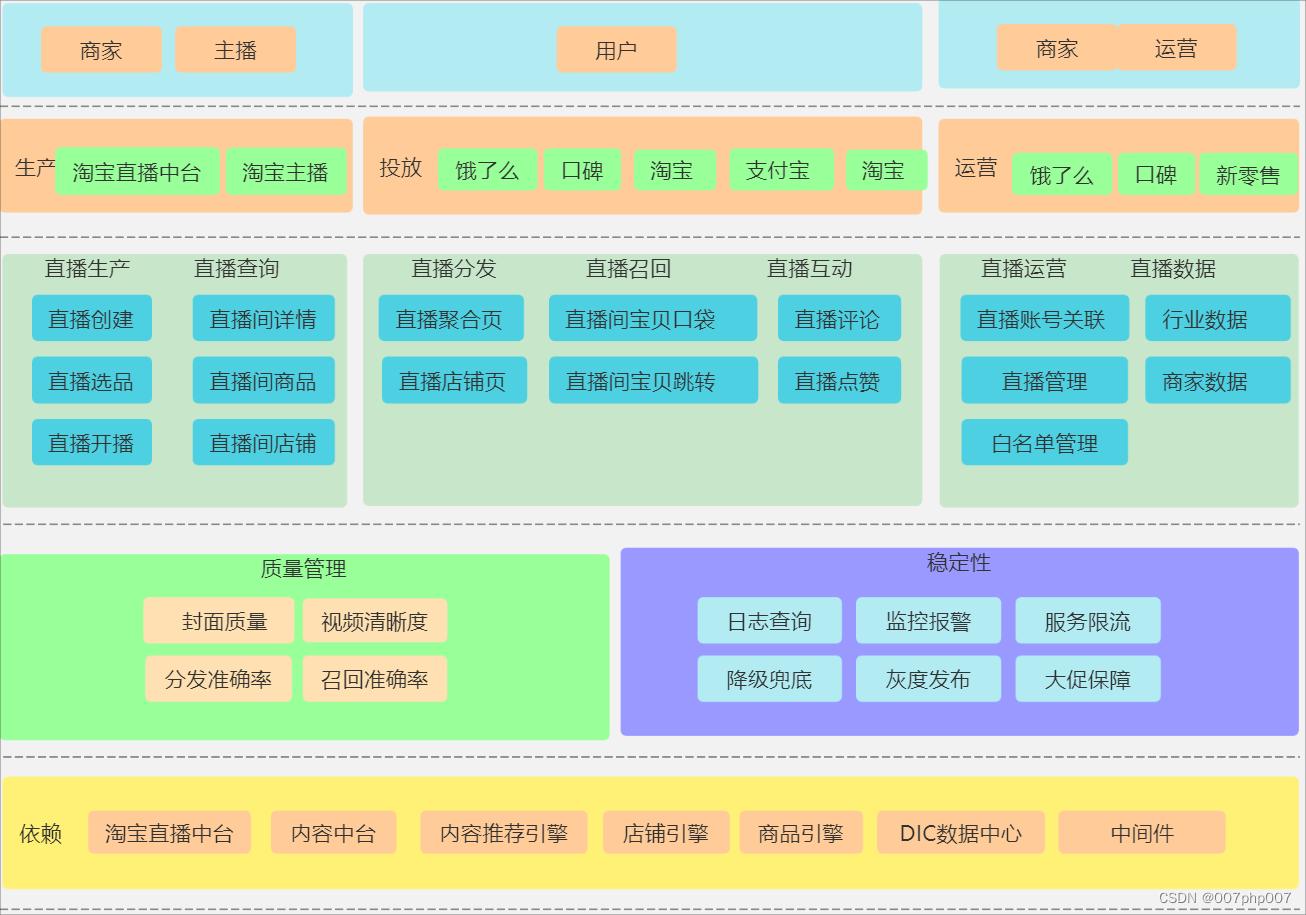 商家 主播 用户 商家 运营
生产 淘宝直播中台 淘宝主播 投放 饿了么 口碑 淘宝 支付宝 淘宝 运营 饿了么 口碑 新零售
直播生产 直播查询 直播分发 直播召回 直播互动 直播运营 直播数据
直播创建 直播间详情 直播聚合页 直播间宝贝口袋 直播评论 直播账号关联 行业数据
直播选品 直播间商品 直播店铺页 直播间宝贝跳转 直播点赞 直播管理 商家数据
直播开播 直播间店铺 白名单管理
质量管理 稳定性
封面质量 视频清晰度 日志查询 监控报警 服务限流
分发准确率 召回准确率 降级兜底 灰度发布 大促保障
依赖 淘宝直播中台 内容中台 内容推荐引擎 店铺引擎 商品引擎 DIC数据中心 中间件
CSDN @007php007